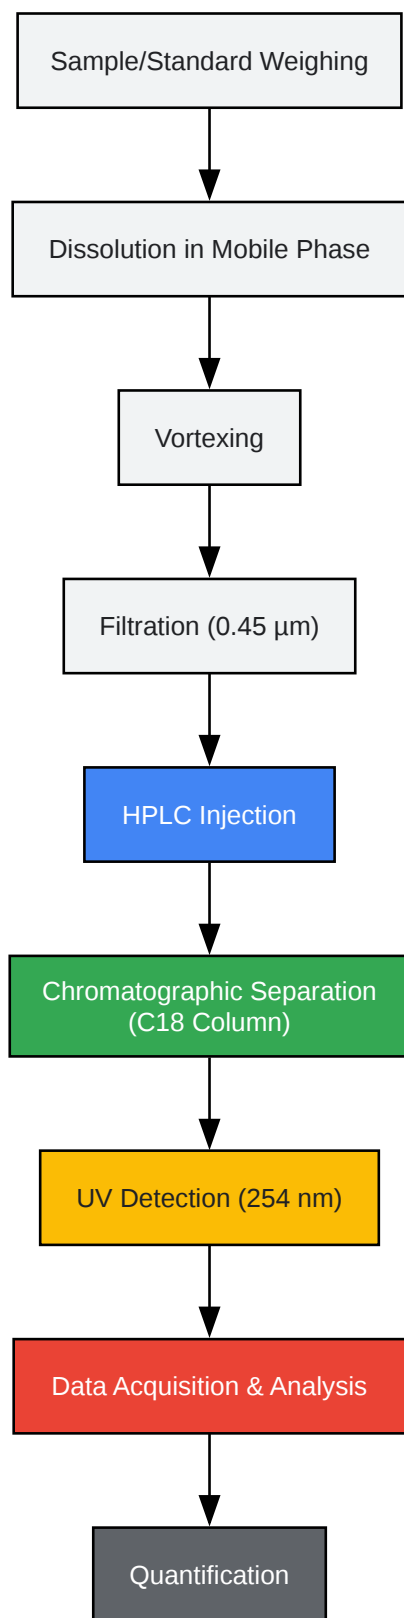 Sample/Standard Weighing
Dissolution in Mobile Phase
Vortexing
Filtration (0.45 µm)
HPLC Injection
Chromatographic Separation
(C18 Column)
UV Detection (254 nm)
Data Acquisition & Analysis
Quantification